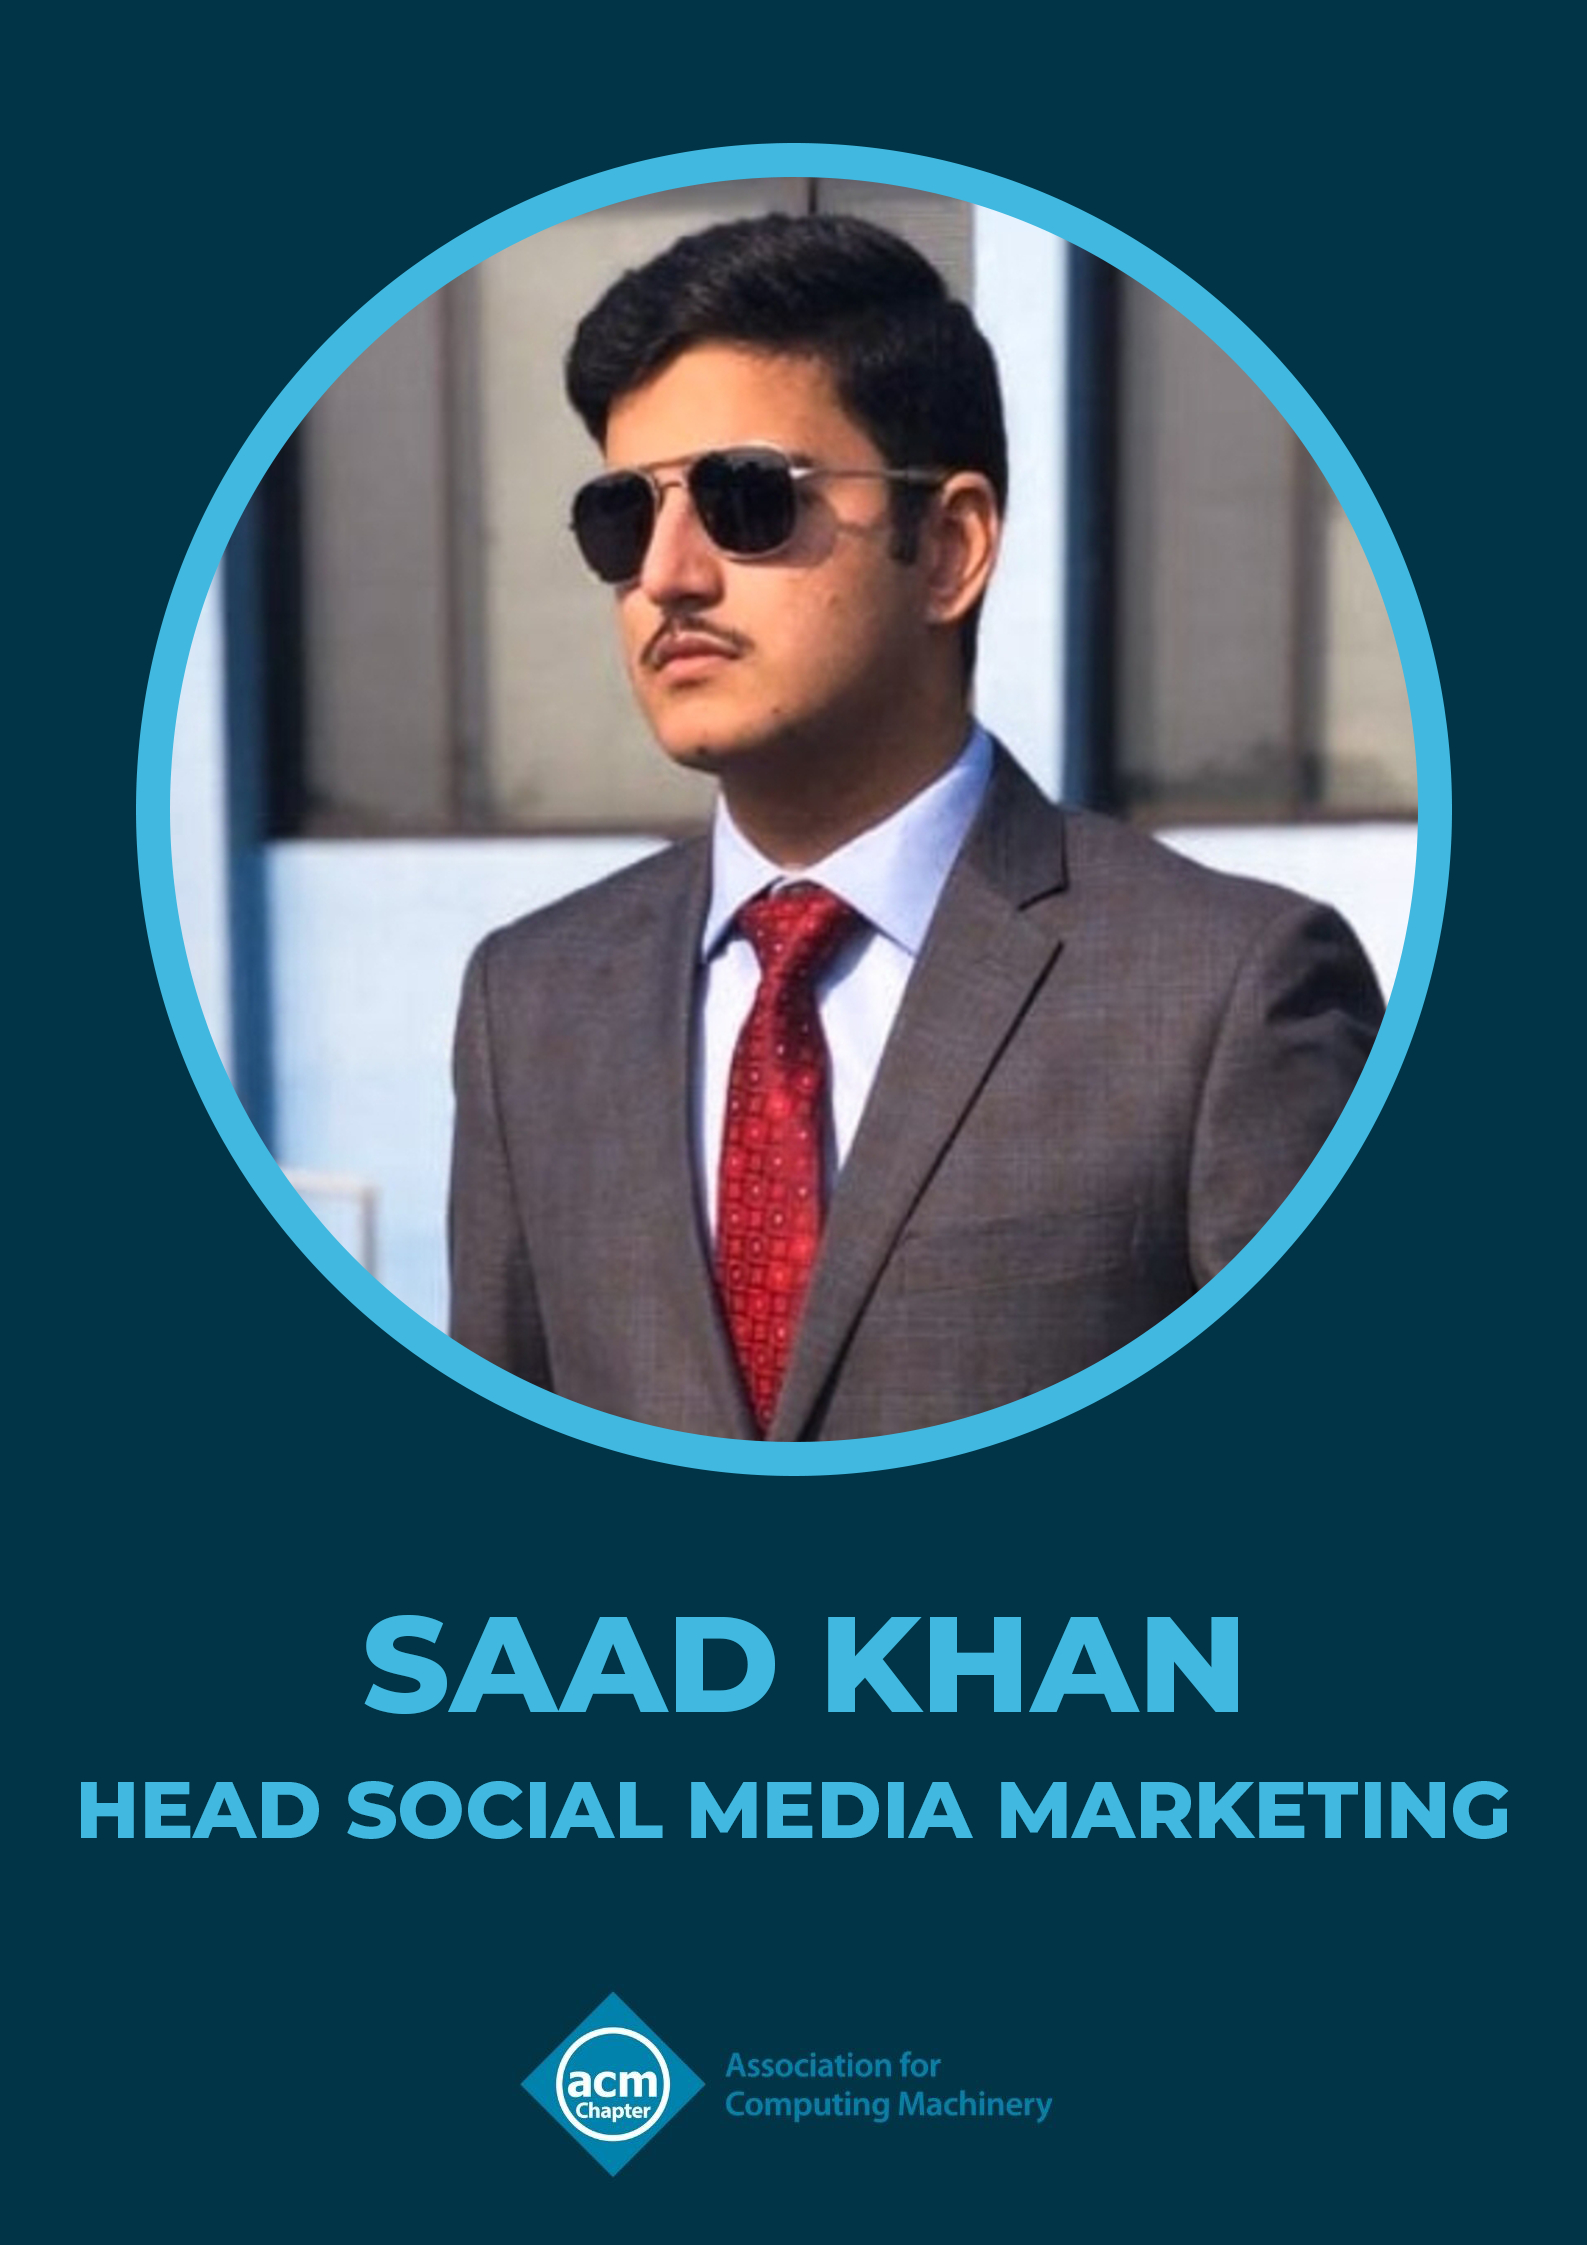 SAAD KHAN
HEAD SOCIAL MEDIA MARKETING
acm
Chapter
Association for
Computing Machinery